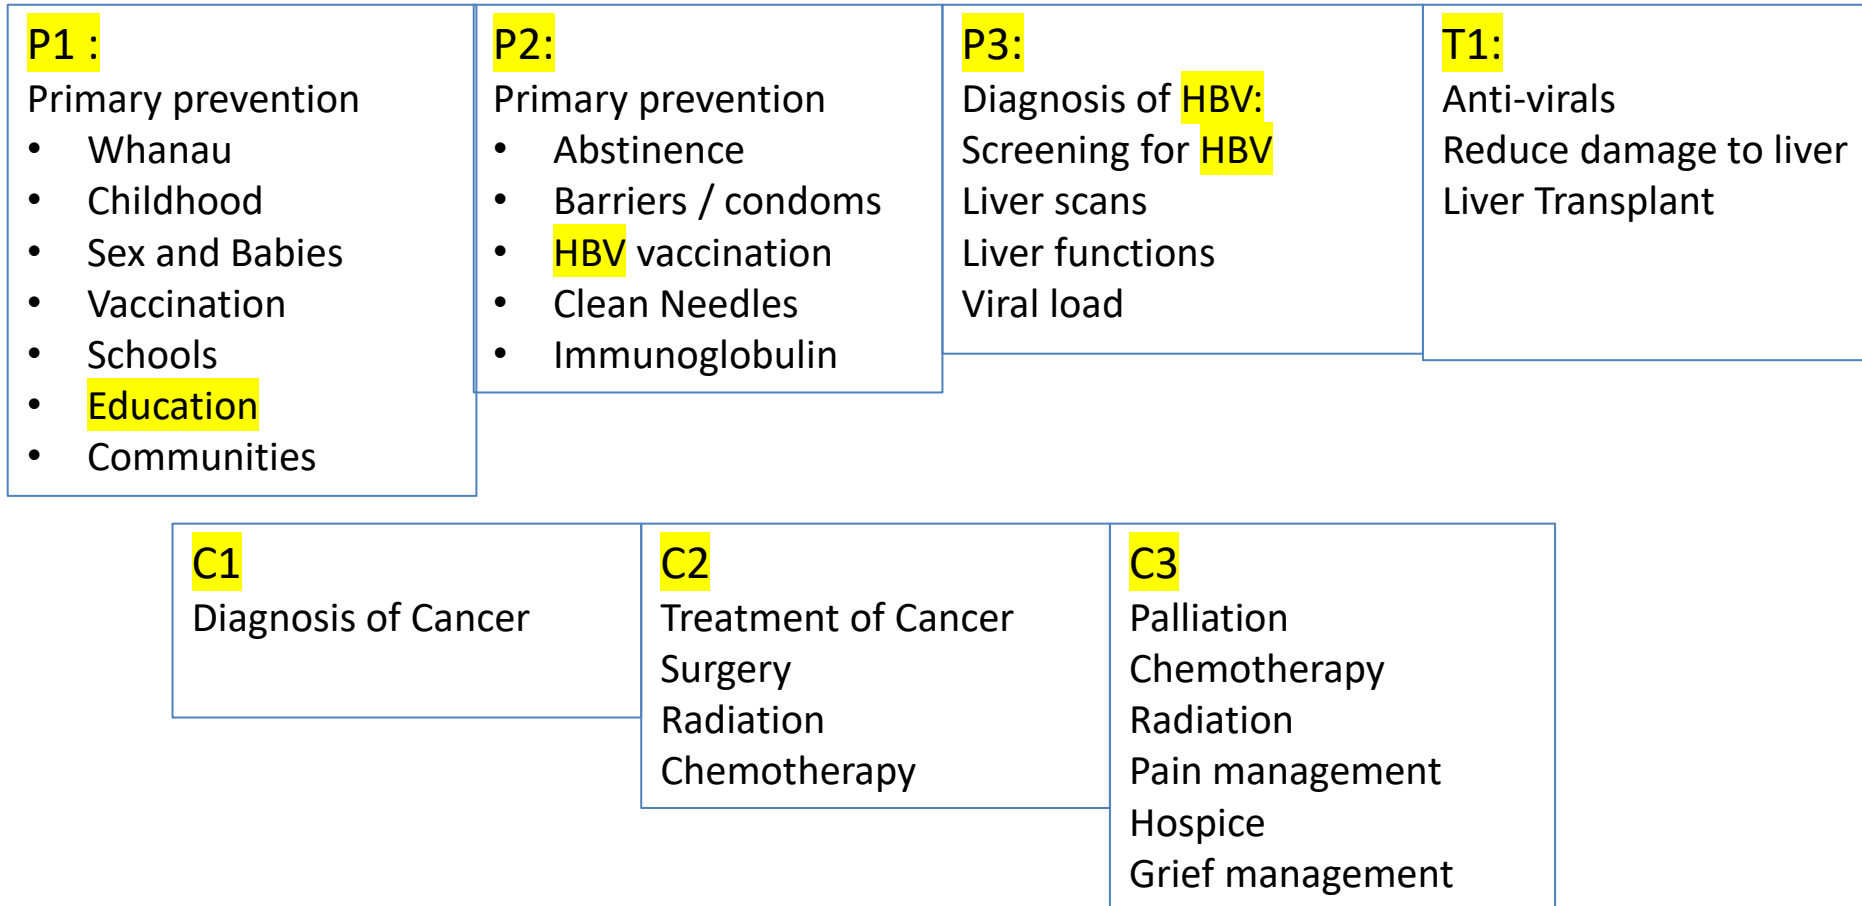 P1 :
Primary prevention
• Whanau
• Childhood
• Sex and Babies
• Vaccination
• Schools
• Education
• Communities
P2:
Primary prevention
• Abstinence
• Barriers / condoms
• HBV vaccination
• Clean Needles
• Immunoglobulin
P3:
Diagnosis of HBV:
Screening for HBV
Liver scans
Liver functions
Viral load
T1:
Anti-virals
Reduce damage to liver
Liver Transplant
C1
Diagnosis of Cancer
C2
Treatment of Cancer
Surgery
Radiation
Chemotherapy
C3
Palliation
Chemotherapy
Radiation
Pain management
Hospice
Grief management